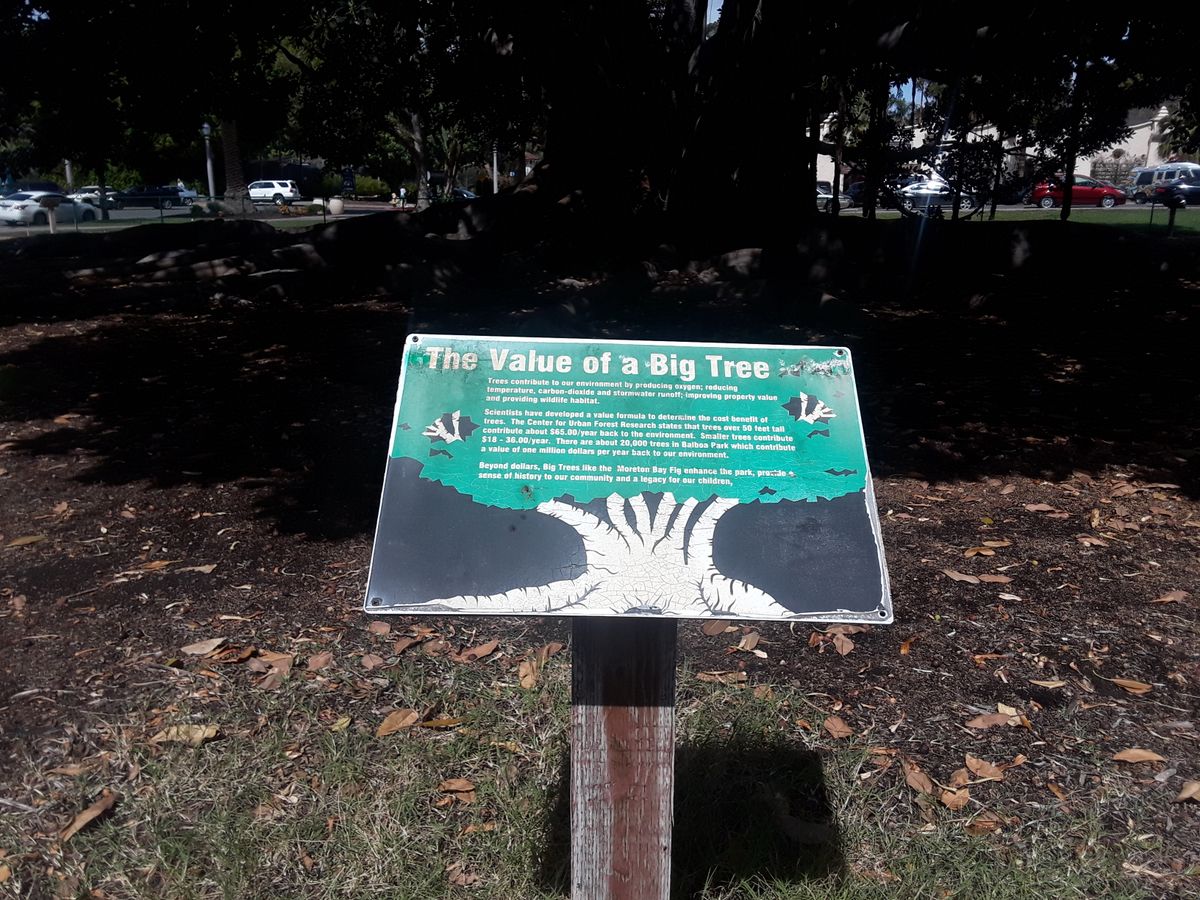 The Value of a Big Tree
Trees contribute to our environment by producing oxygen; reducing
temperature, carbon-dioxide and stormwater runoff; improving property value
and providing wildlife habitat.
Scientists have developed a value formula to determine the cost benefit of
trees. The Center for Urban Forest Research states that trees over 50 feet tall
contribute about $65.00/year back to the environment. Smaller trees contribute
$18 - 36.00/year. There are about 20,000 trees in Balboa Park which contribute
a value of one million dollars per year back to our environment.
Beyond dollars, Big Trees like the Moreton Bay Fig enhance the park, provide a
sense of history to our community and a legacy for our children,